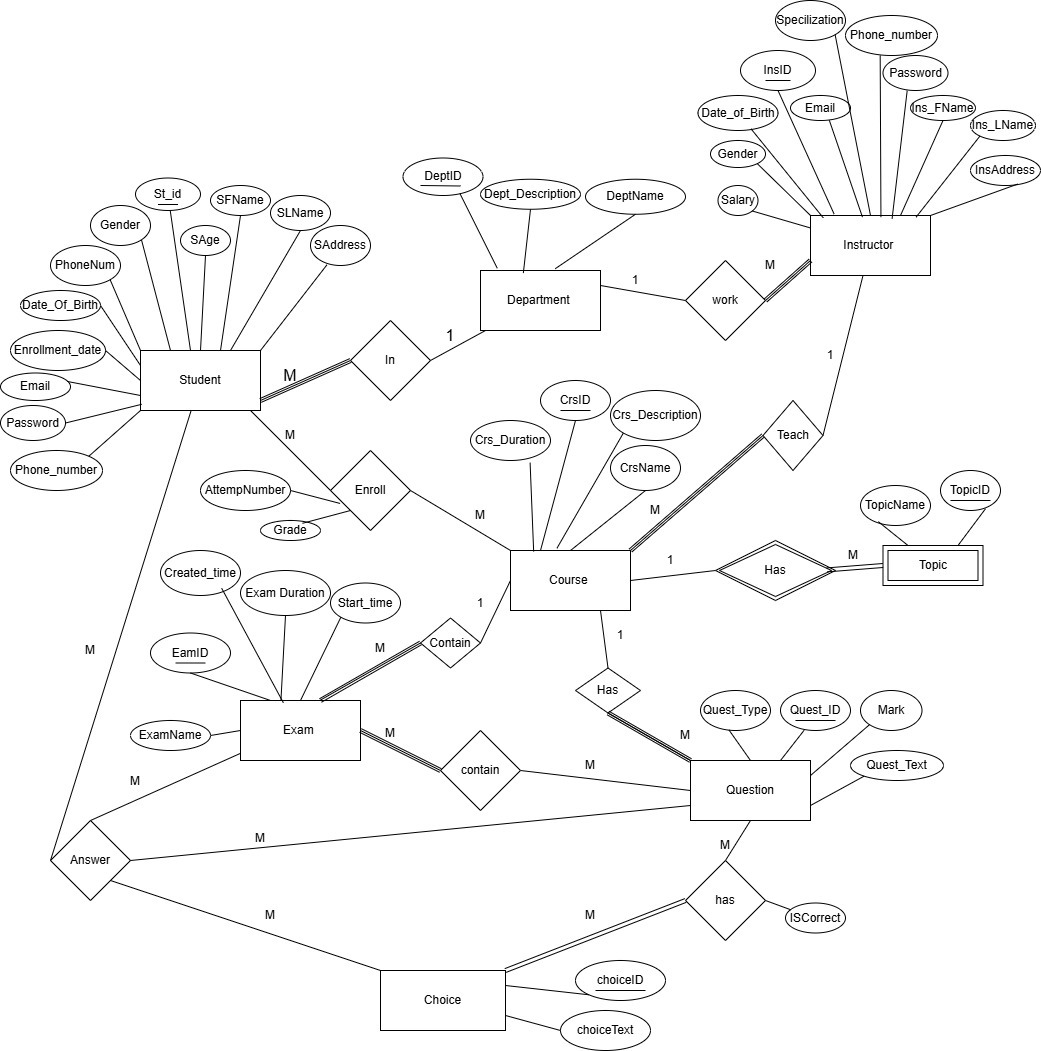 Specilization
Phone_number
InsID
Password
Date_of_Birth
Email
Ins_FName
Ins_LName
Gender
InsAddress
Salary
Instructor
DeptID
Dept_Description
DeptName
Department
1
work
M
St_id
SFName
SLName
Gender
SAge
SAddress
PhoneNum
Date_Of_Birth
Enrollment_date
Email
Password
Phone_number
Student
M
In
1
M
Enroll
AttempNumber
Grade
M
Crs_Duration
CrsID
Crs_Description
CrsName
Course
M
Teach
1
1
Has
M
TopicName
TopicID
Topic
Created_time
Exam Duration
Start_time
EamID
ExamName
Exam
M
Contain
1
1
Has
M
M
contain
M
Quest_Type
Quest_ID
Mark
Quest_Text
Question
M
M
M
Answer
M
M
has
M
ISCorrect
Choice
choiceID
choiceText